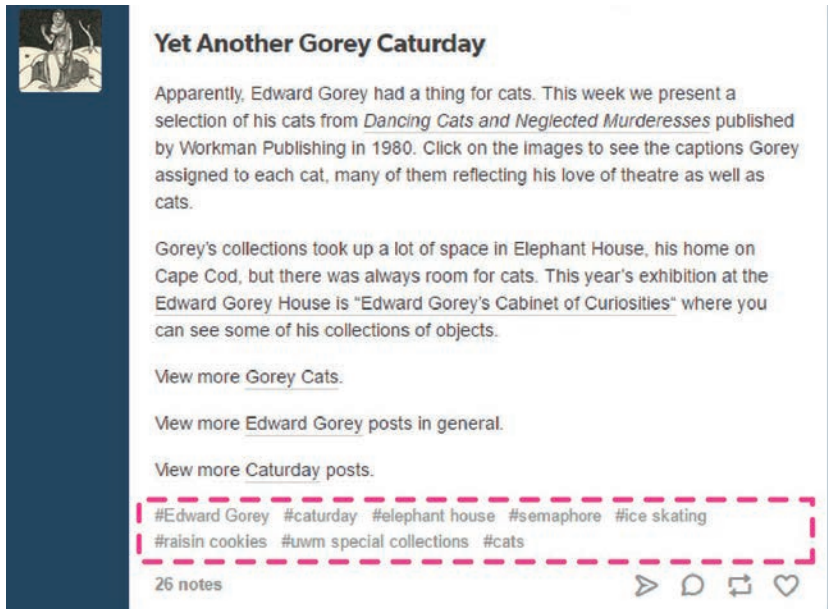 Yet Another Gorey Caturday
Apparently, Edward Gorey had a thing for cats. This week we present a
selection of his cats from Dancing Cats and Neglected Murderesses published
by Workman Publishing in 1980. Click on the images to see the captions Gorey
assigned to each cat, many of them reflecting his love of theatre as well as
cats.
Gorey's collections took up a lot of space in Elephant House, his home on
Cape Cod, but there was always room for cats. This year's exhibition at the
Edward Gorey House is “Edward Gorey's Cabinet of Curiosities“ where you
can see some of his collections of objects.
View more Gorey Cats.
View more Edward Gorey posts in general.
View more Caturday posts.
#Edward Gorey #caturday #elephant house #semaphore #ice skating
#raisin cookies #uwm special collections #cats
26 notes